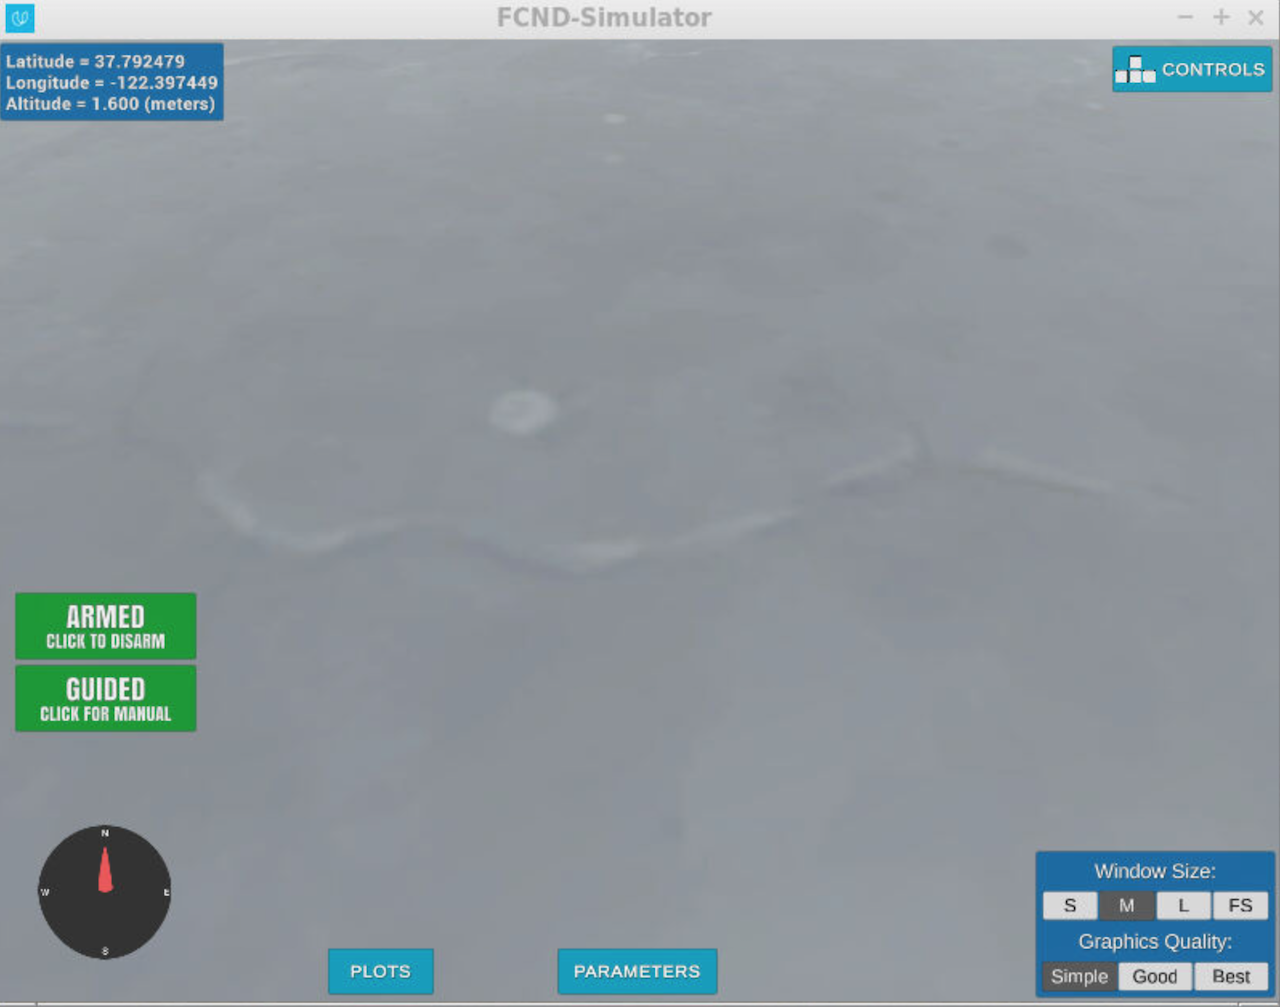 FCND-Simulator
Latitude = 37.792479
Longitude = -122.397449
Altitude = 1.600 (meters)
CONTROLS
ARMED
CLICK TO DISARM
GUIDED
CLICK FOR MANUAL
N
W E
S
PLOTS
PARAMETERS
Window Size:
S M L FS
Graphics Quality:
Simple Good Best